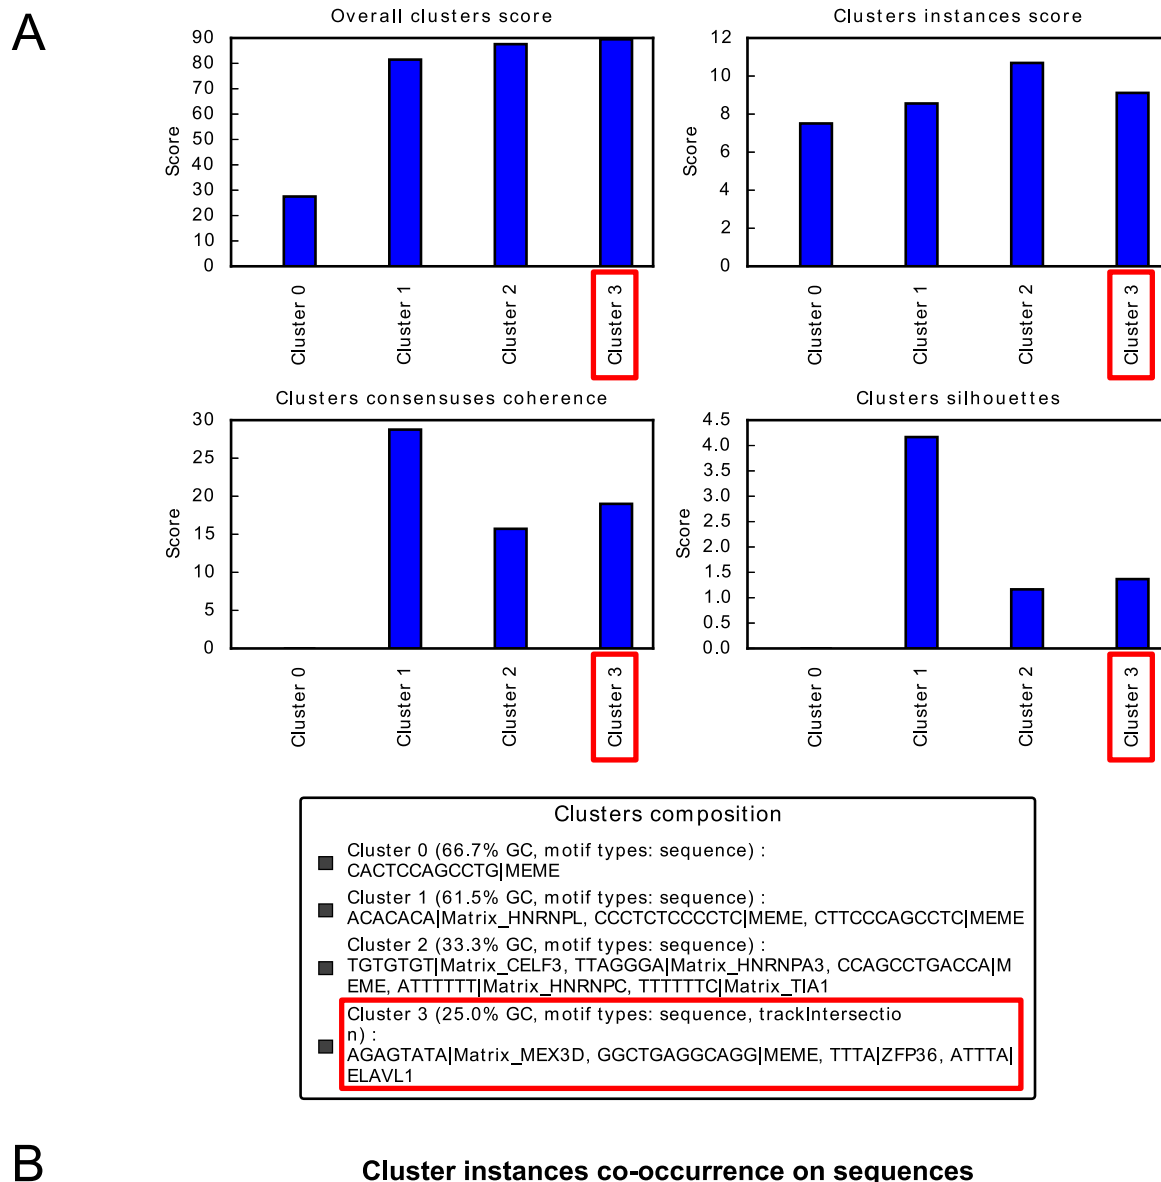 A
Overall clusters score
90
80
70
60
50
40
30
20
10
0
Score
Cluster 0
Cluster 1
Cluster 2
Cluster 3
Clusters instances score
12
10
8
6
4
2
0
Score
Cluster 0
Cluster 1
Cluster 2
Cluster 3
Clusters consensuses coherence
30
25
20
15
10
5
0
Score
Cluster 0
Cluster 1
Cluster 2
Cluster 3
Clusters silhouettes
4.5
4.0
3.5
3.0
2.5
2.0
1.5
1.0
0.5
0.0
Score
Cluster 0
Cluster 1
Cluster 2
Cluster 3
Clusters composition
Cluster 0 (66.7% GC, motif types: sequence) :
CACTCCAGCCTG|MEME
Cluster 1 (61.5% GC, motif types: sequence) :
ACACACA|Matrix_HNRNPL, CCCTCTCCCCTC|MEME, CTTCCCAGCCTC|MEME
Cluster 2 (33.3% GC, motif types: sequence) :
TGTGTGT|Matrix_CELF3, TTAGGGA|Matrix_HNRNPA3, CCAGCCTGACCA|M
EME, ATTTTTT|Matrix_HNRNPC, TTTTTTC|Matrix_TIA1
Cluster 3 (25.0% GC, motif types: sequence, trackIntersectio
n) :
AGAGTATA|Matrix_MEX3D, GGCTGAGGCAGG|MEME, TTTA|ZFP36, ATTTA|
ELAVL1
B
Cluster instances co-occurrence on sequences